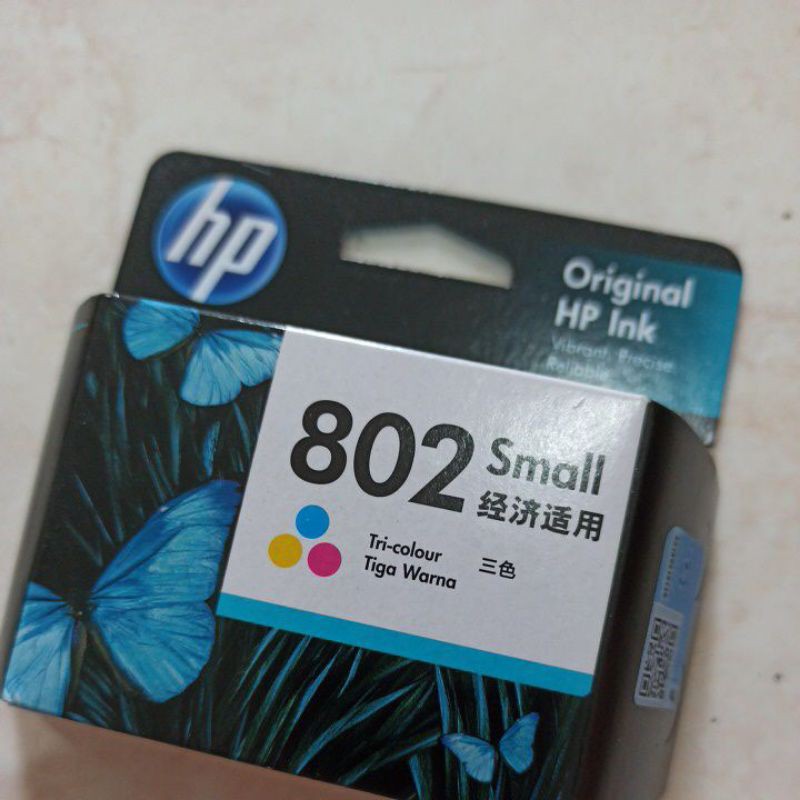 hp
Original
HP Ink
Vibrant. Precise.
Reliable.
802 Small
经济适用
Tri-colour 三色
Tiga Warna